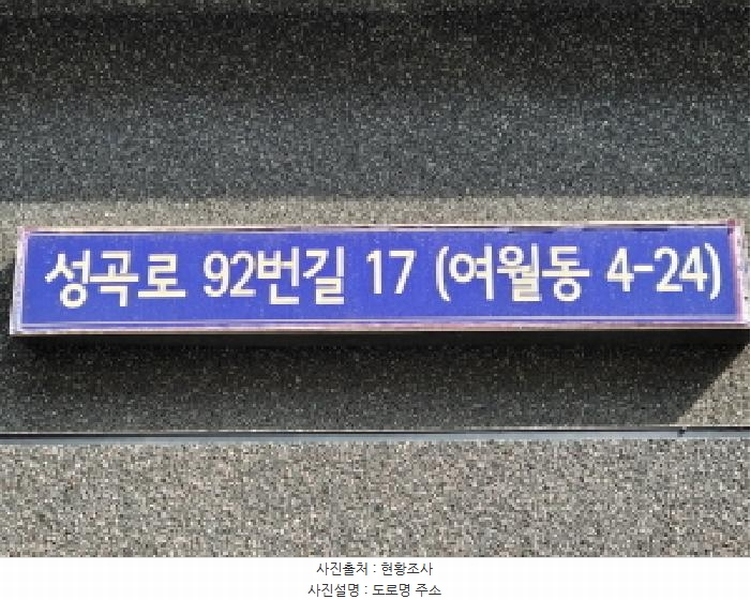 성곡로 92번길 17 (여월동 4-24)
사진출처 : 현황조사
사진설명 : 도로명 주소